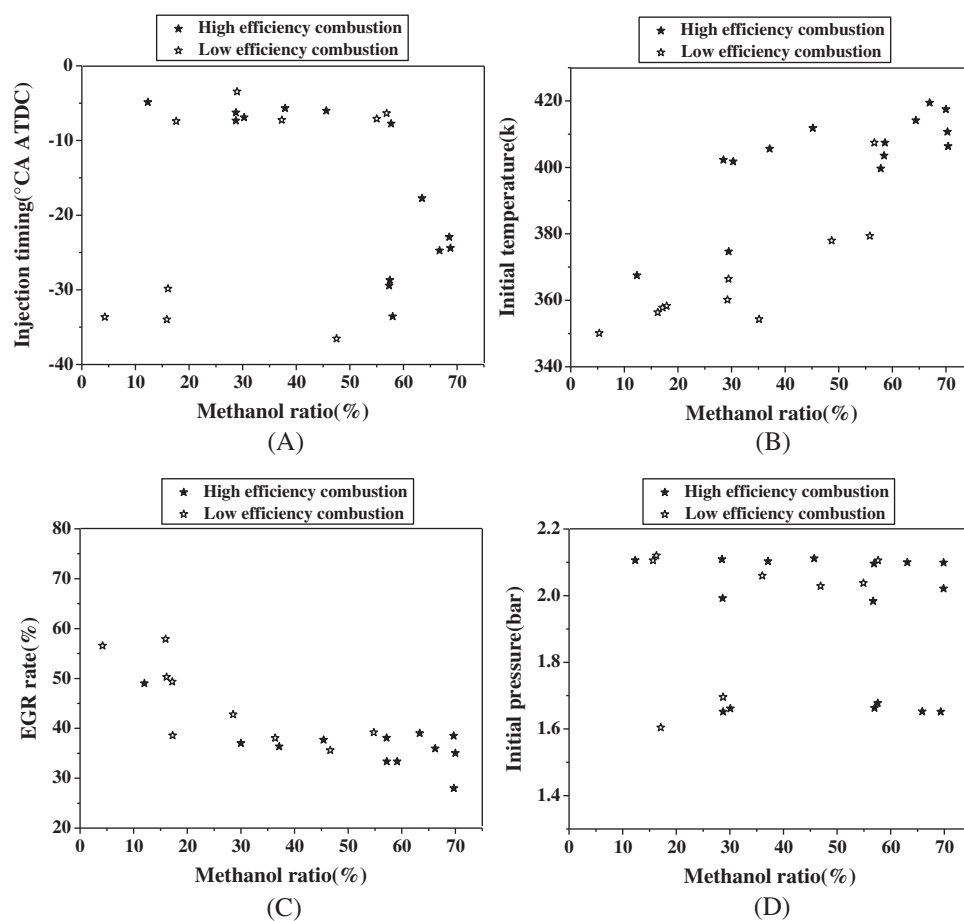 High efficiency combustion
Low efficiency combustion
0
-10
-20
-30
-40
Injection timing(°CA ATDC)
0 10 20 30 40 50 60 70
Methanol ratio(%)
(A)
High efficiency combustion
Low efficiency combustion
420
400
380
360
340
Initial temperature(k)
0 10 20 30 40 50 60 70
Methanol ratio(%)
(B)
High efficiency combustion
Low efficiency combustion
80
70
60
50
40
30
20
EGR rate(%)
0 10 20 30 40 50 60 70
Methanol ratio(%)
(C)
High efficiency combustion
Low efficiency combustion
2.2
2.0
1.8
1.6
1.4
Initial pressure(bar)
0 10 20 30 40 50 60 70
Methanol ratio(%)
(D)